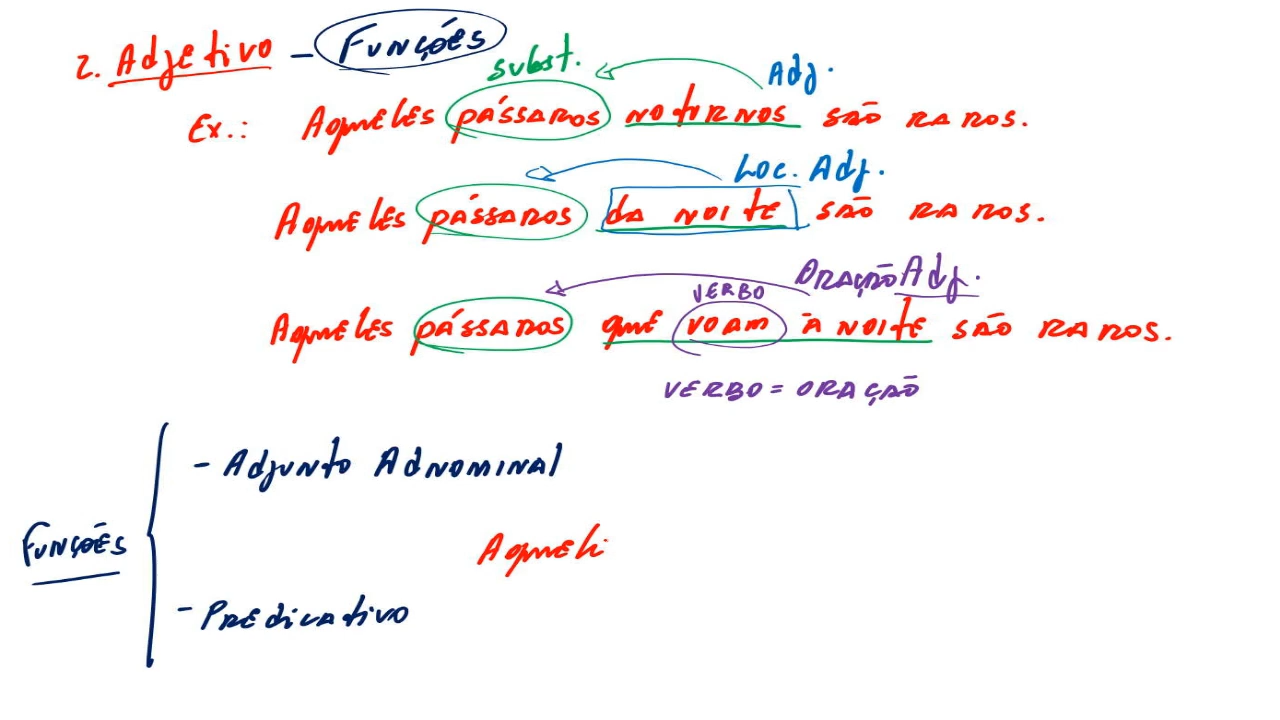 2. Adjetivo - Funções
subst. Adj.
Ex.: Aqueles pássaros noturnos são raros.
Loc. Adj.
Aqueles pássaros da noite são raros.
Oração Adj.
verbo
Aqueles pássaros que voam à noite são raros.
verbo = oração
- Adjunto Adnominal
Funções
Aquele
- Predicativo